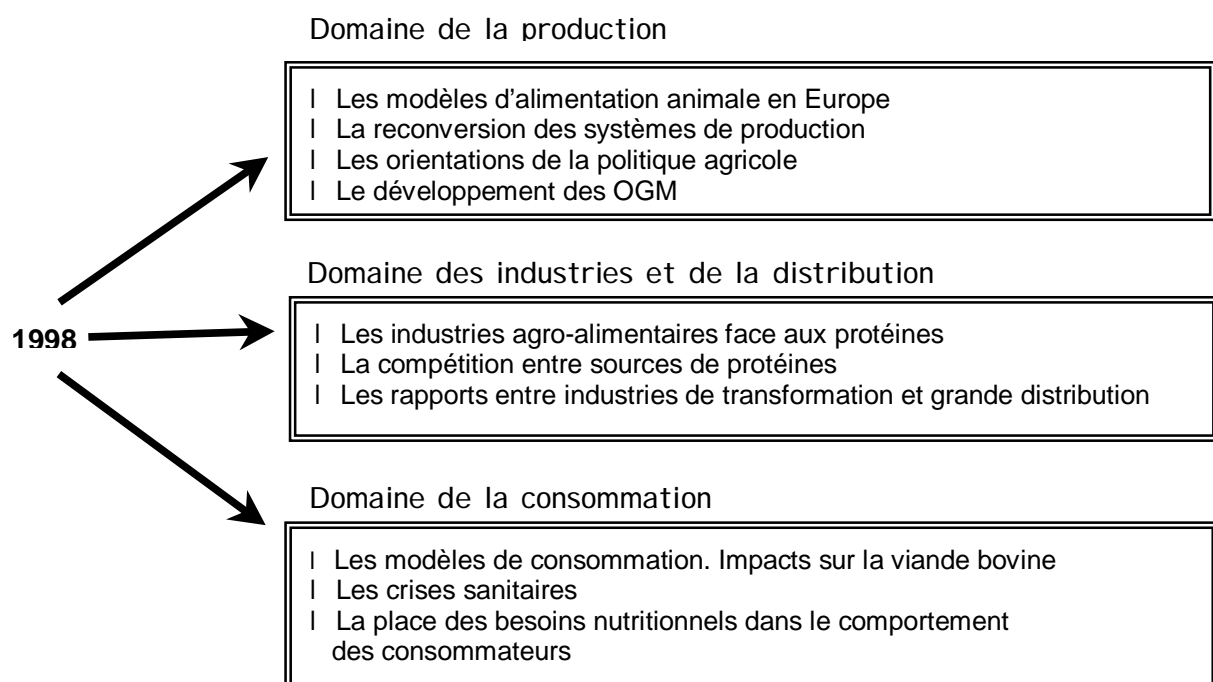 Domaine de la production
l Les modèles d'alimentation animale en Europe
l La reconversion des systèmes de production
l Les orientations de la politique agricole
l Le développement des OGM
Domaine des industries et de la distribution
1998
l Les industries agro-alimentaires face aux protéines
l La compétition entre sources de protéines
l Les rapports entre industries de transformation et grande distribution
Domaine de la consommation
l Les modèles de consommation. Impacts sur la viande bovine
l Les crises sanitaires
l La place des besoins nutritionnels dans le comportement
des consommateurs